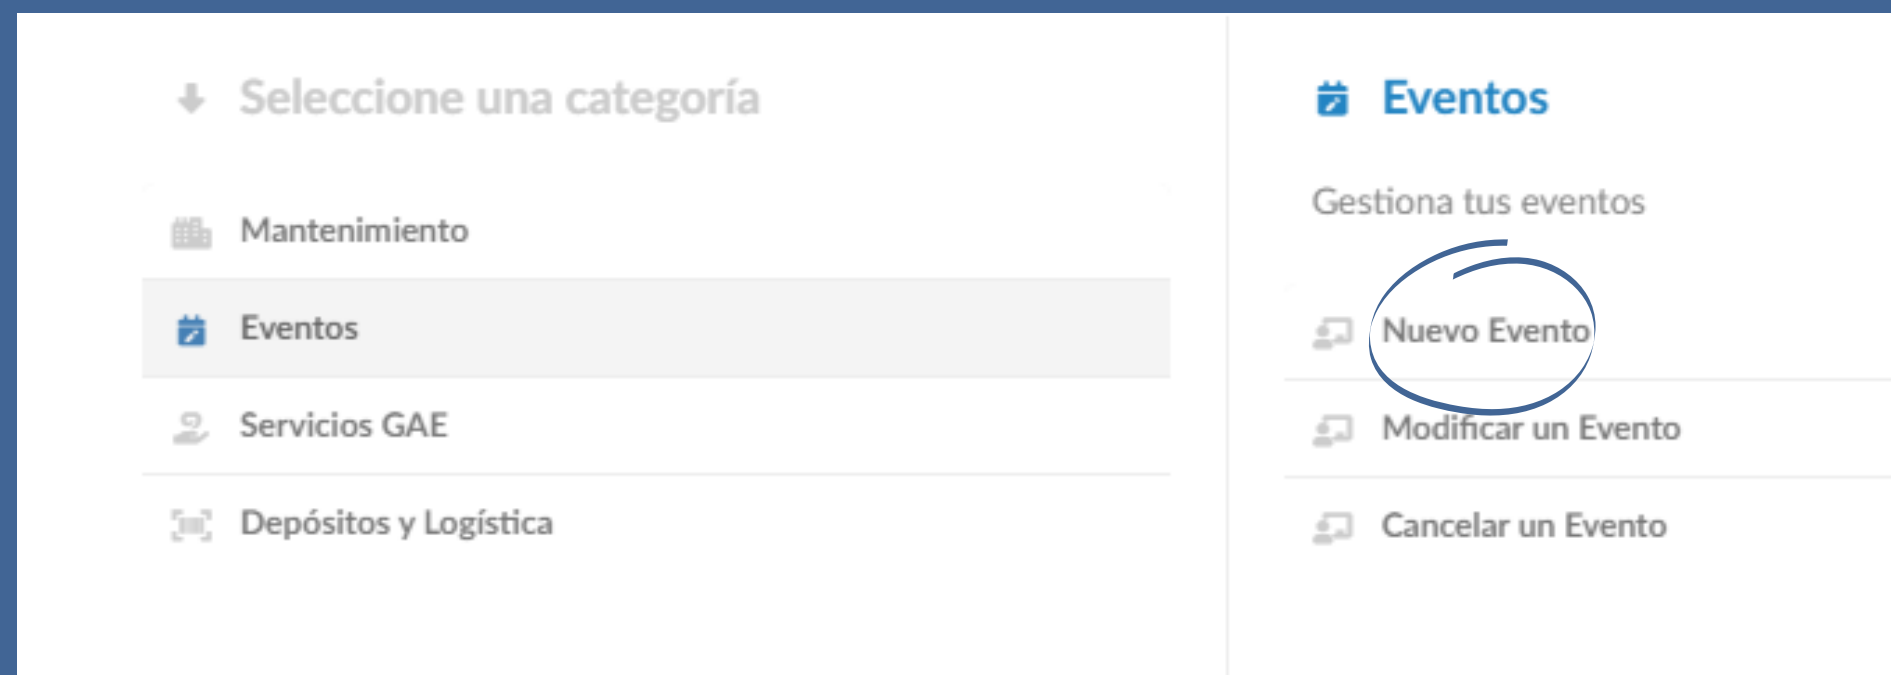 Seleccione una categoría
Mantenimiento
Eventos
Servicios GAE
Depósitos y Logística
Eventos
Gestiona tus eventos
Nuevo Evento
Modificar un Evento
Cancelar un Evento